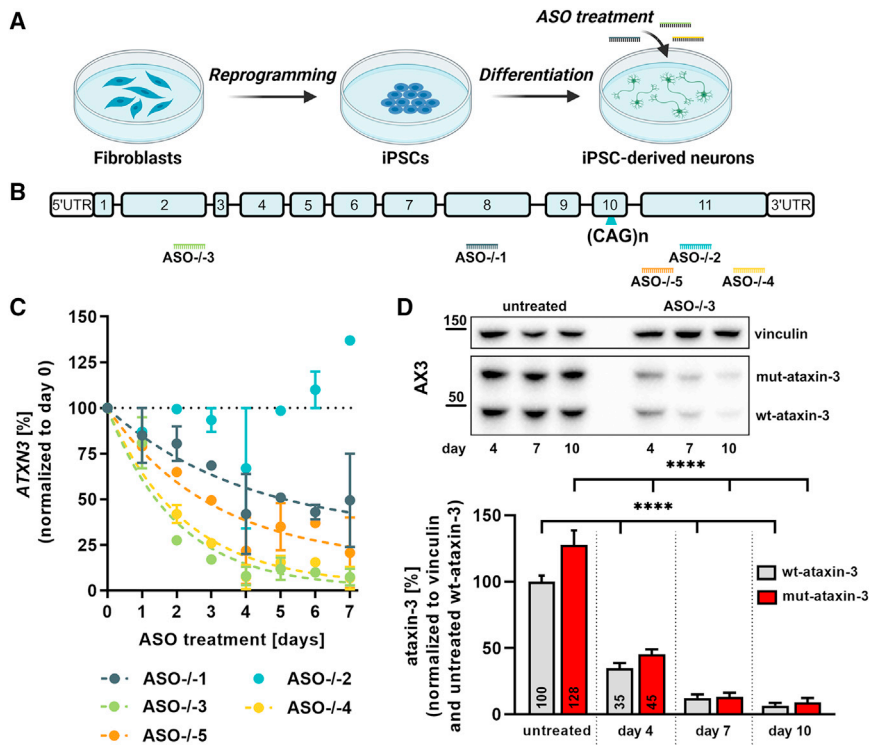 A
ASO treatment
Reprogramming
Differentiation
Fibroblasts
iPSCs
iPSC-derived neurons
B
5'UTR 1 2 3 4 5 6 7 8 9 10 11 3'UTR
(CAG)n
ASO-/-3 ASO-/-1 ASO-/-2
ASO-/-5 ASO-/-4
C
ATXN3 [%]
(normalized to day 0)
150
125
100
75
50
25
0
0 1 2 3 4 5 6 7
ASO treatment [days]
ASO-/-1 ASO-/-2
ASO-/-3 ASO-/-4
ASO-/-5
D
untreated ASO-/-3
150
vinculin
AX3
mut-ataxin-3
50
wt-ataxin-3
day 4 7 10 4 7 10
****
****
ataxin-3 [%]
(normalized to vinculin
and untreated wt-ataxin-3)
150
100
50
0
wt-ataxin-3
mut-ataxin-3
100 128 35 45
untreated day 4 day 7 day 10